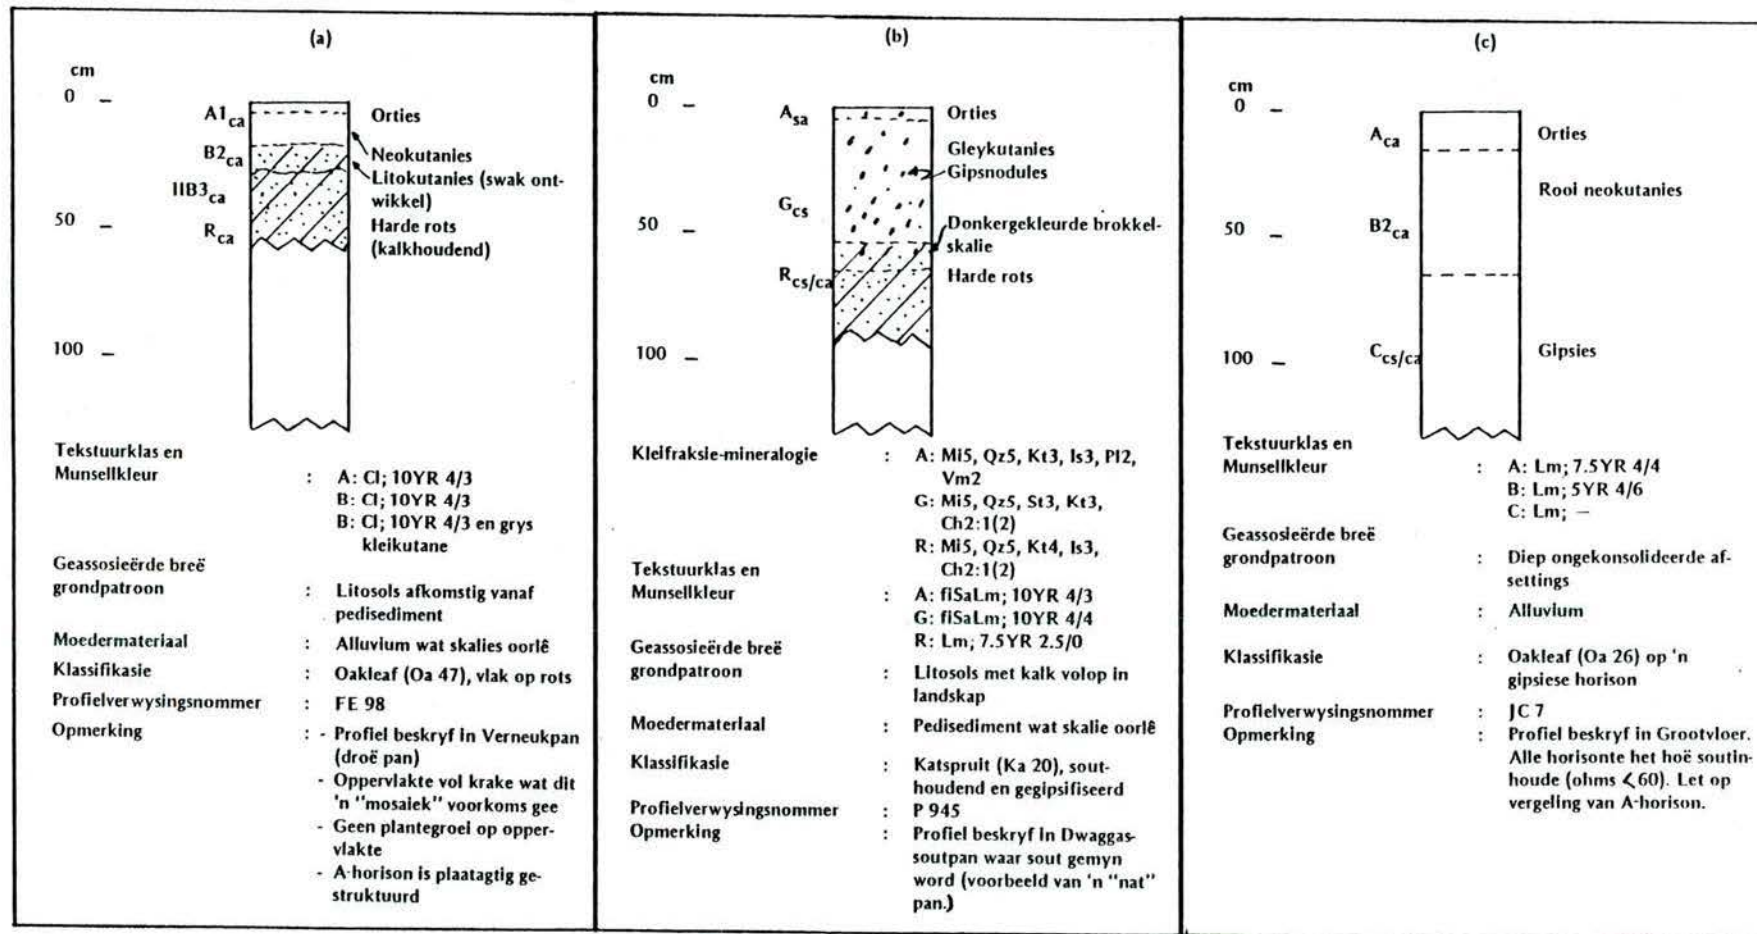 (a)
cm
0 –
A1ca
Orties
Neokutanies
B2ca
Litokutanies (swak ont-
wikkel)
IIB3ca
50 –
Harde rots
(kalkhoudend)
Rca
100 –
Tekstuurklas en
Munsellkleur : A: Cl; 10YR 4/3
B: Cl; 10YR 4/3
B: Cl; 10YR 4/3 en grys
kleikutane
Geassosieërde breë
grondpatroon : Litosols afkomstig vanaf
pedisediment
Moedermateriaal : Alluvium wat skalies oorlê
Klassifikasie : Oakleaf (Oa 47), vlak op rots
Profielverwysingsnommer : FE 98
Opmerking : - Profiel beskryf in Verneukpan
(droë pan)
- Oppervlakte vol krake wat dit
'n "mosaiek" voorkoms gee
- Geen plantegroei op opper-
vlakte
- A-horison is plaatagtig ge-
struktuurd
(b)
cm
0 –
Asa
Orties
Gleykutanies
Gipsnodules
Gcs
50 –
Donkergekleurde brokkel-
skalie
Rcs/ca
Harde rots
100 –
Kleifraksie-mineralogie : A: Mi5, Qz5, Kt3, Is3, Pl2,
Vm2
G: Mi5, Qz5, St3, Kt3,
Ch2:1(2)
R: Mi5, Qz5, Kt4, Is3,
Ch2:1(2)
Tekstuurklas en
Munsellkleur : A: fiSaLm; 10YR 4/3
G: fiSaLm; 10YR 4/4
R: Lm; 7.5YR 2.5/0
Geassosieërde breë
grondpatroon : Litosols met kalk volop in
landskap
Moedermateriaal : Pedisediment wat skalie oorlê
Klassifikasie : Katspruit (Ka 20), sout-
houdend en gegipsifiseerd
Profielverwysingsnommer : P 945
Opmerking : Profiel beskryf in Dwaggas-
soutpan waar sout gemyn
word (voorbeeld van 'n "nat"
pan.)
(c)
cm
0 –
Aca
Orties
Rooi neokutanies
50 –
B2ca
100 –
Ccs/ca
Gipsies
Tekstuurklas en
Munsellkleur : A: Lm; 7.5YR 4/4
B: Lm; 5YR 4/6
C: Lm; —
Geassosieërde breë
grondpatroon : Diep ongekonsolideerde af-
settings
Moedermateriaal : Alluvium
Klassifikasie : Oakleaf (Oa 26) op 'n
gipsiese horison
Profielverwysingsnommer : JC 7
Opmerking : Profiel beskryf in Grootvloer.
Alle horisonte het hoë soutin-
houde (ohms <60). Let op
vergeling van A-horison.